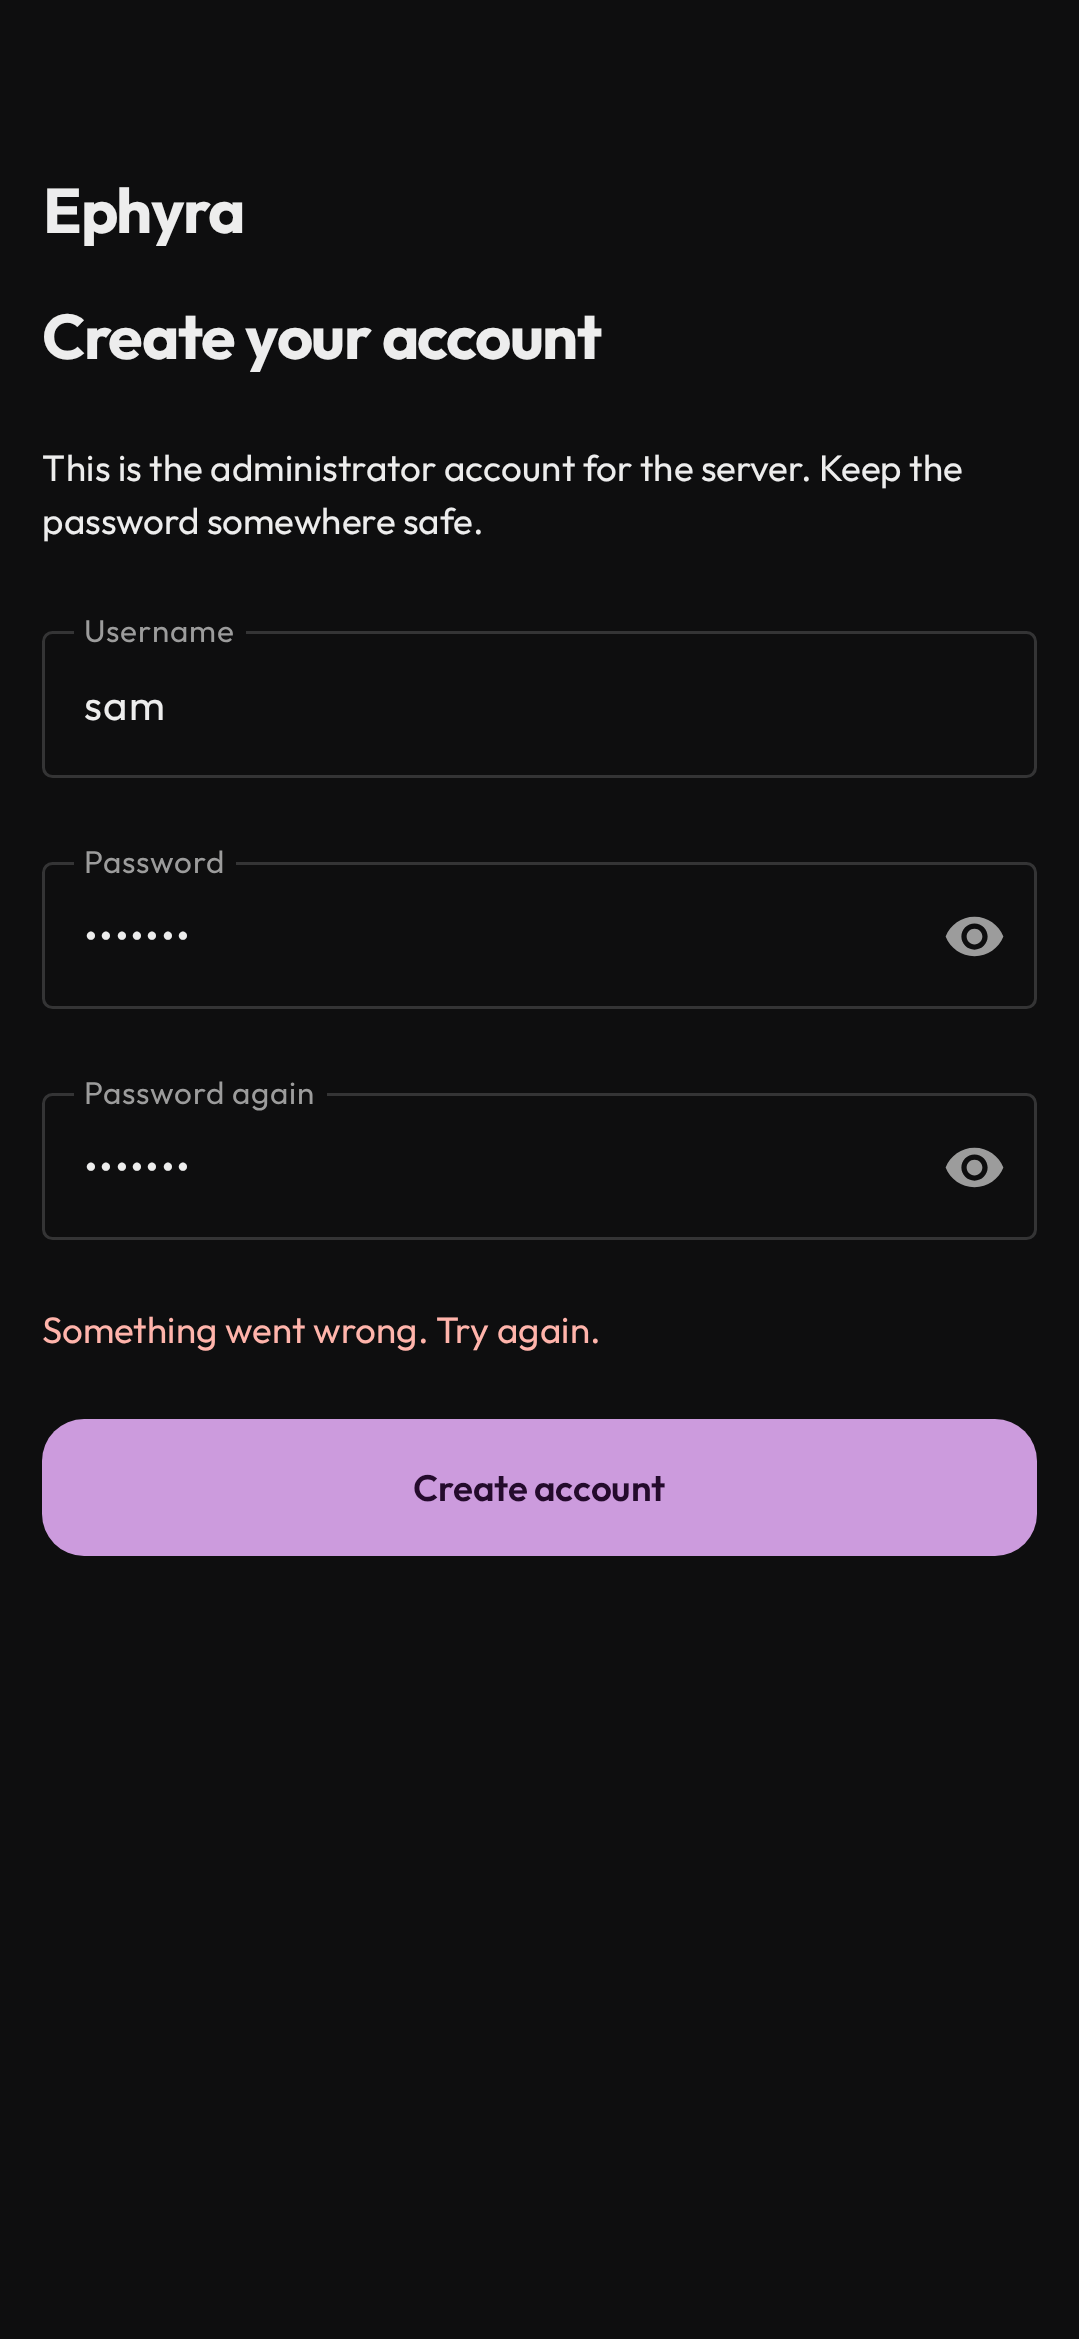 Ephyra
Create your account
This is the administrator account for the server. Keep the
password somewhere safe.
Username
sam
Password
•••••••
Password again
•••••••
Something went wrong. Try again.
Create account